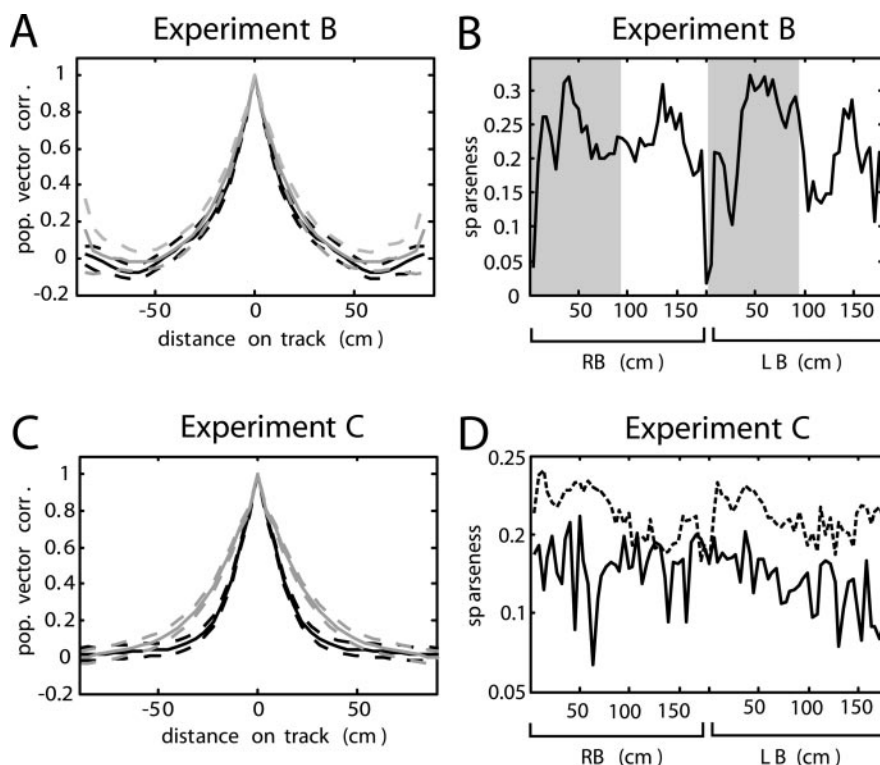 A Experiment B
pop. vector corr.
1
0.8
0.6
0.4
0.2
0
-0.2
-50 0 50
distance on track (cm)
B Experiment B
sp arseness
0.3
0.25
0.2
0.15
0.1
0.05
0
50 100 150 50 100 150
RB (cm) L B (cm)
C Experiment C
pop. vector corr.
1
0.8
0.6
0.4
0.2
0
-0.2
-50 0 50
distance on track (cm)
D Experiment C
sp arseness
0.25
0.2
0.1
0.05
50 100 150 50 100 150
RB (cm) L B (cm)